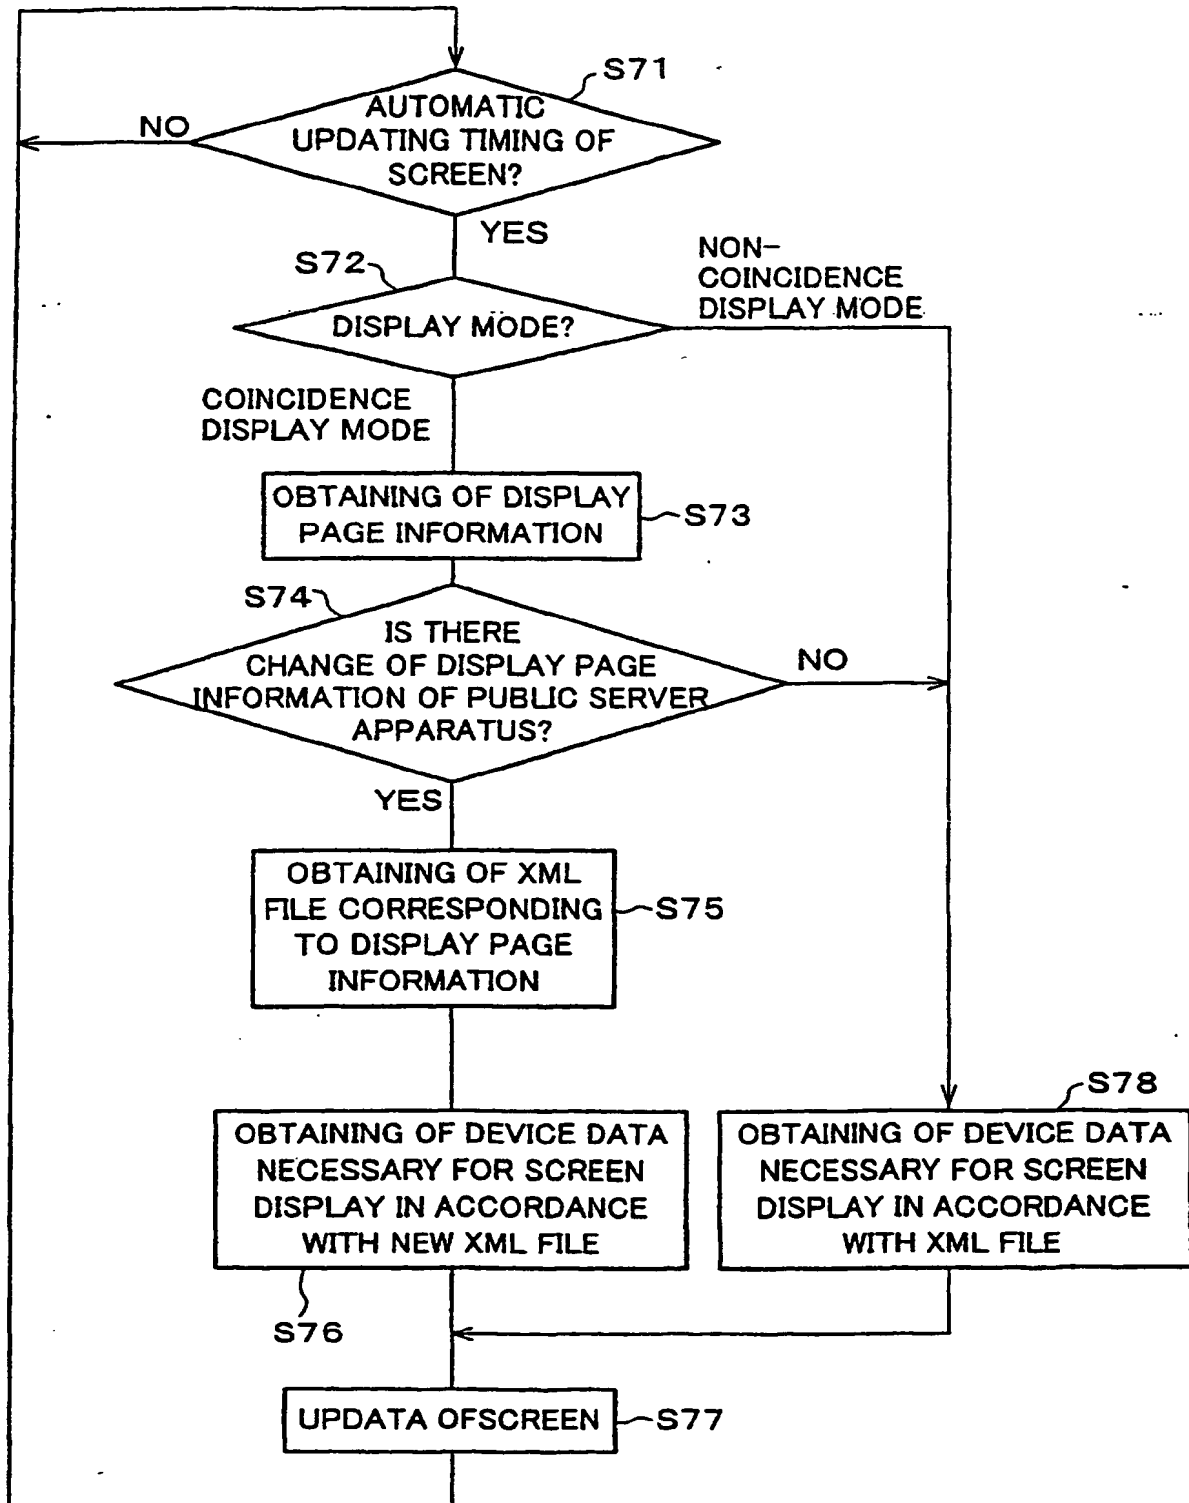 S71
AUTOMATIC
UPDATING TIMING OF
SCREEN?
NO
YES
S72
DISPLAY MODE?
NON-
COINCIDENCE
DISPLAY MODE
COINCIDENCE
DISPLAY MODE
OBTAINING OF DISPLAY
PAGE INFORMATION
S73
S74
IS THERE
CHANGE OF DISPLAY PAGE
INFORMATION OF PUBLIC SERVER
APPARATUS?
NO
YES
OBTAINING OF XML
FILE CORRESPONDING
TO DISPLAY PAGE
INFORMATION
S75
S78
OBTAINING OF DEVICE DATA
NECESSARY FOR SCREEN
DISPLAY IN ACCORDANCE
WITH NEW XML FILE
OBTAINING OF DEVICE DATA
NECESSARY FOR SCREEN
DISPLAY IN ACCORDANCE
WITH XML FILE
S76
UPDATA OFSCREEN
S77